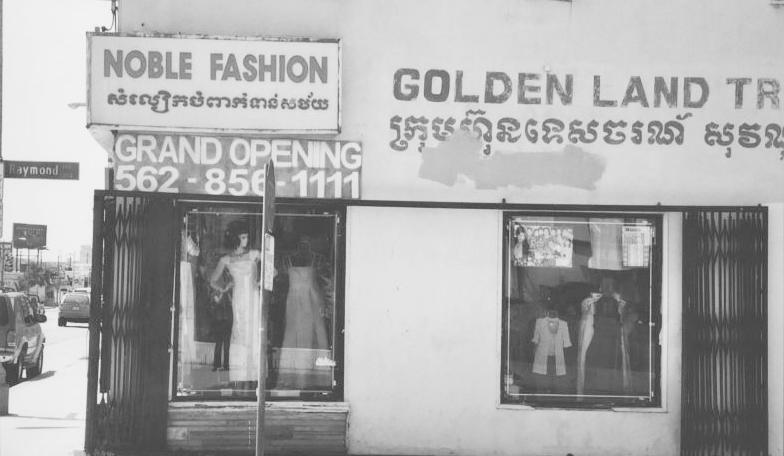 NOBLE FASHION
សំលៀកបំពាក់ទាន់សម័យ
GRAND OPENING
562-856-1111
Raymond
GOLDEN LAND TR
ក្រុមហ៊ុនទេសចរណ៍